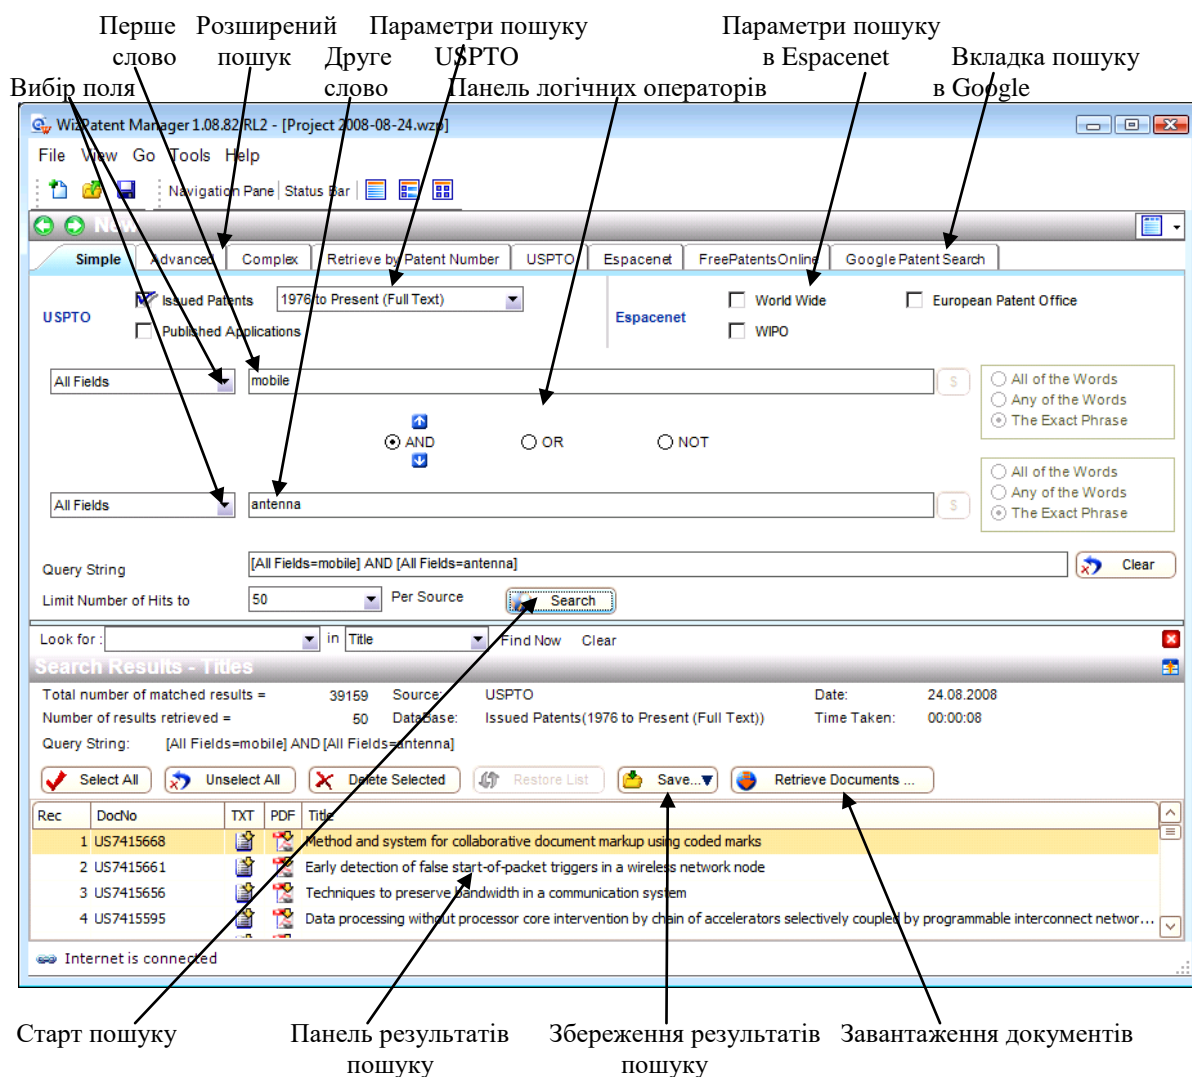 Перше Розширений Параметри пошуку Параметри пошуку
слово пошук Друге USPTO в Espacenet Вкладка пошуку
Вибір поля слово Панель логічних операторів в Google
WizPatent Manager 1.08.82 RL2 - [Project 2008-08-24.wzp]
File View Go Tools Help
Navigation Pane Status Bar
New
Simple Advanced Complex Retrieve by Patent Number USPTO Espacenet FreePatentsOnline Google Patent Search
Issued Patents 1976 to Present (Full Text) World Wide European Patent Office
USPTO Espacenet
Published Applications WIPO
All Fields mobile S All of the Words
Any of the Words
The Exact Phrase
AND OR NOT
All of the Words
All Fields antenna S Any of the Words
The Exact Phrase
Query String [All Fields=mobile] AND [All Fields=antenna] Clear
Limit Number of Hits to 50 Per Source Search
Look for : in Title Find Now Clear
Search Results - Titles
Total number of matched results = 39159 Source: USPTO Date: 24.08.2008
Number of results retrieved = 50 DataBase: Issued Patents(1976 to Present (Full Text)) Time Taken: 00:00:08
Query String: [All Fields=mobile] AND [All Fields=antenna]
Select All Unselect All Delete Selected Restore List Save... Retrieve Documents ...
Rec DocNo TXT PDF Title
1 US7415668 Method and system for collaborative document markup using coded marks
2 US7415661 Early detection of false start-of-packet triggers in a wireless network node
3 US7415656 Techniques to preserve bandwidth in a communication system
4 US7415595 Data processing without processor core intervention by chain of accelerators selectively coupled by programmable interconnect networ...
Internet is connected
Старт пошуку Панель результатів Збереження результатів Завантаження документів
пошуку пошуку